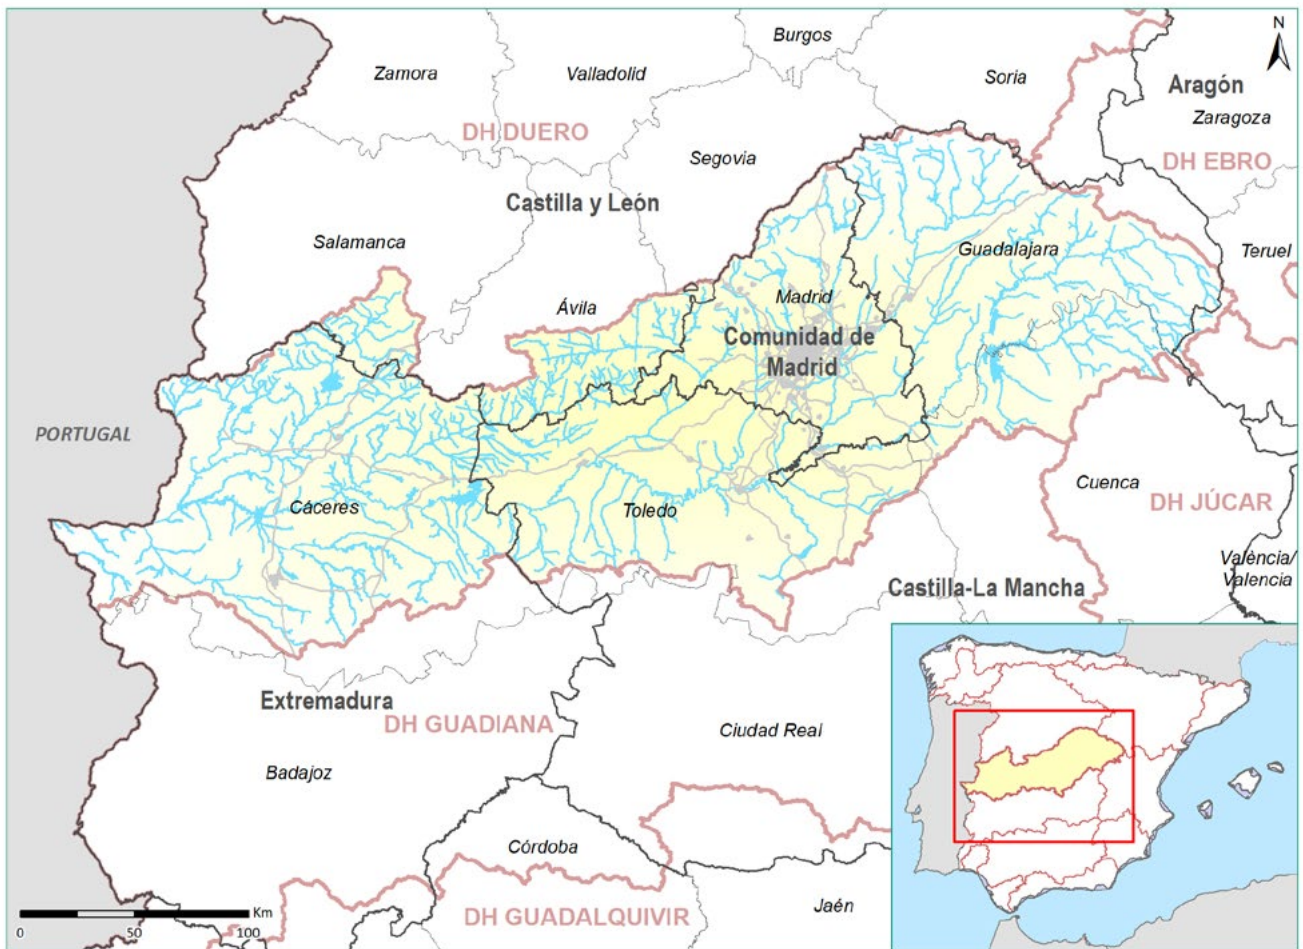 N
Burgos
Zamora
Valladolid
Soria
Aragón
Zaragoza
DH DUERO
DH EBRO
Segovia
Castilla y León
Salamanca
Guadalajara
Teruel
Ávila
Madrid
Comunidad de
Madrid
PORTUGAL
Cuenca
DH JÚCAR
Cáceres
Toledo
València/
Valencia
Castilla-La Mancha
Extremadura
DH GUADIANA
Ciudad Real
Badajoz
Córdoba
DH GUADALQUIVIR
Jaén
Km
0 50 100